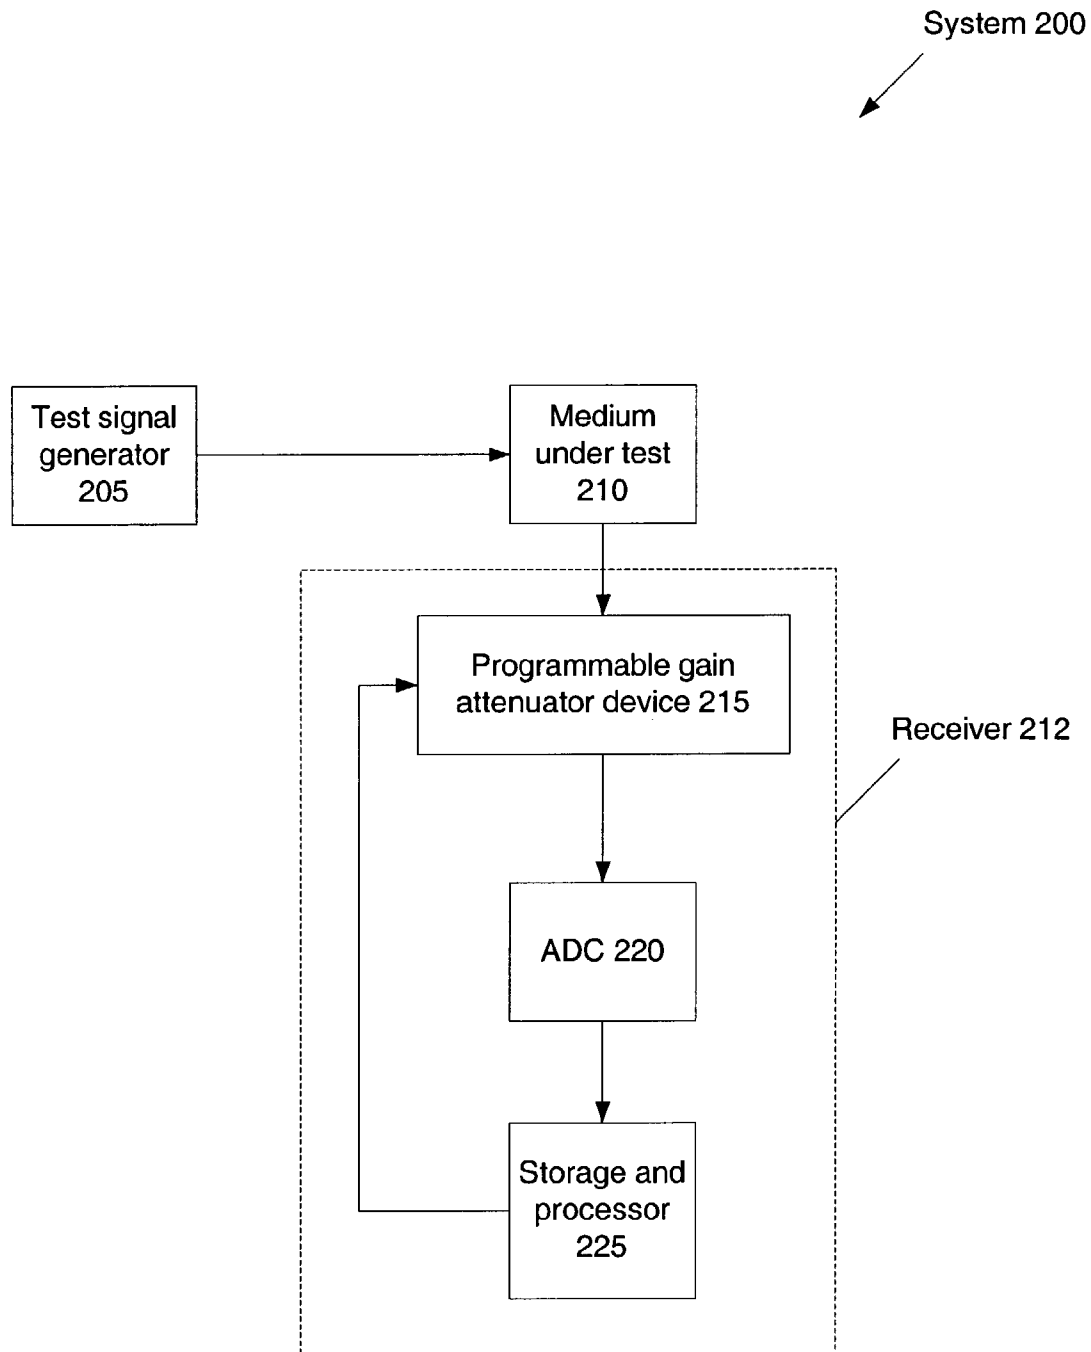 System 200
Test signal
generator
205
Medium
under test
210
Programmable gain
attenuator device 215
Receiver 212
ADC 220
Storage and
processor
225